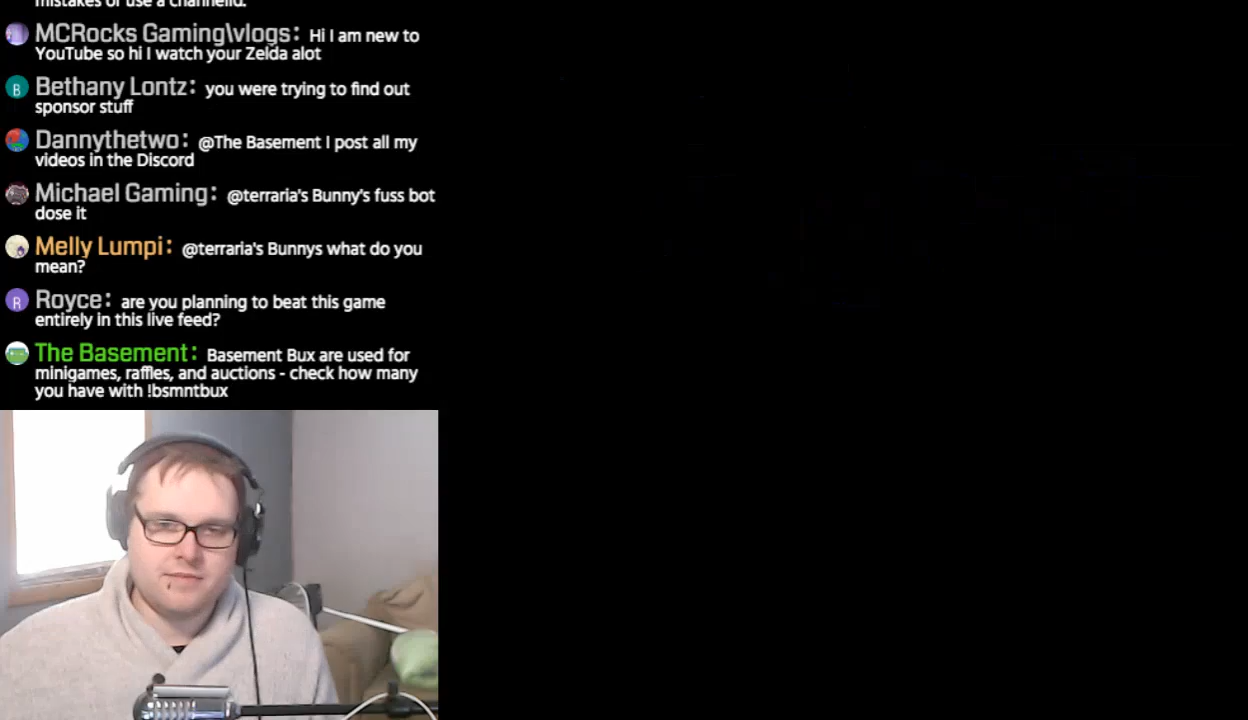 mistakes or use a channelid.
MCRocks Gaming\vlogs: Hi I am new to
YouTube so hi I watch your Zelda alot
B Bethany Lontz: you were trying to find out
sponsor stuff
Dannythetwo: @The Basement I post all my
videos in the Discord
Michael Gaming: @terraria's Bunny's fuss bot
dose it
Melly Lumpi: @terraria's Bunnys what do you
mean?
R Royce: are you planning to beat this game
entirely in this live feed?
The Basement: Basement Bux are used for
minigames, raffles, and auctions - check how many
you have with !bsmntbux